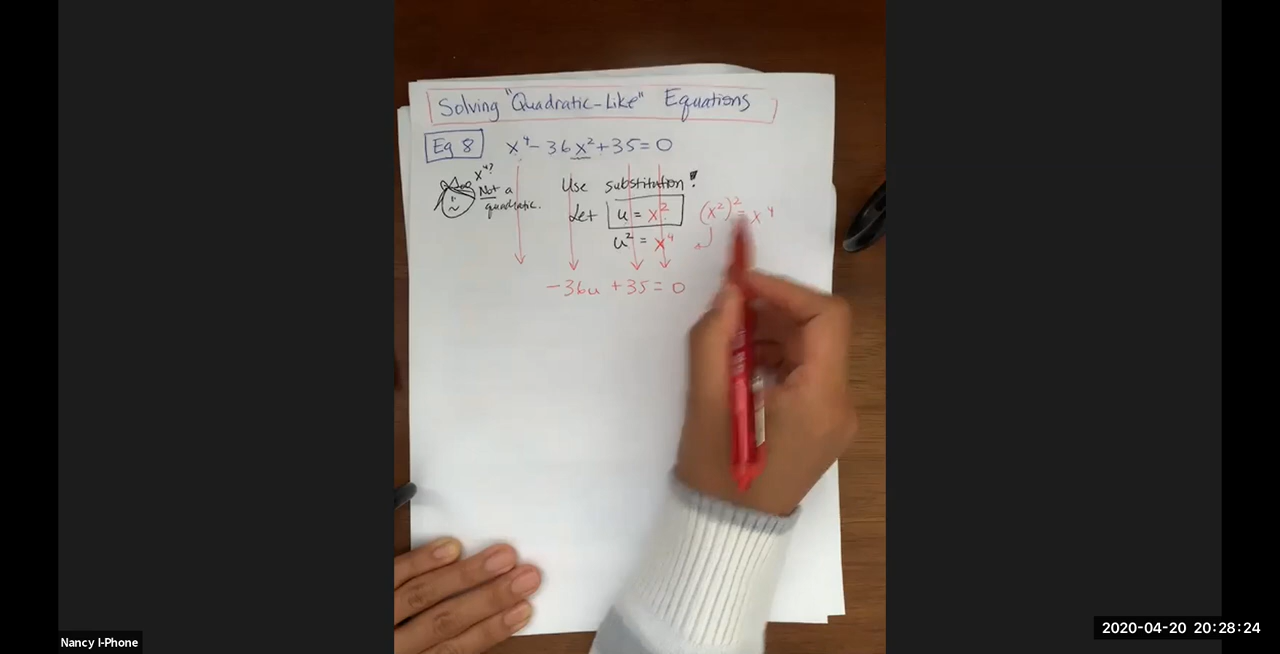 Solving "Quadratic-Like" Equations
Eg 8 x⁴ - 36x² + 35 = 0
x⁴?
Not a
quadratic.
Use substitution!
Let u = x²
(x²)² = x⁴
u² = x⁴
- 36u + 35 = 0
Nancy I-Phone
2020-04-20 20:28:24